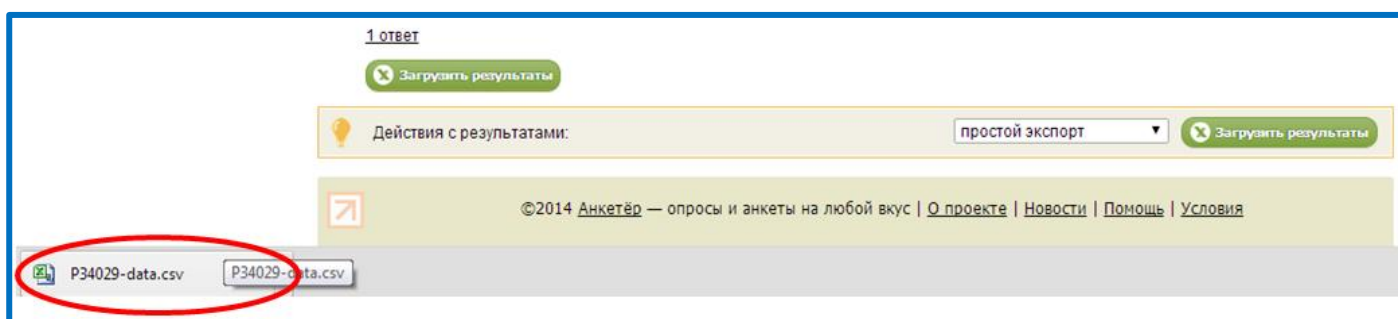 1 ответ
Загрузить результаты
Действия с результатами:
простой экспорт
Загрузить результаты
©2014 Анкетёр — опросы и анкеты на любой вкус | О проекте | Новости | Помощь | Условия
P34029-data.csv
P34029-data.csv